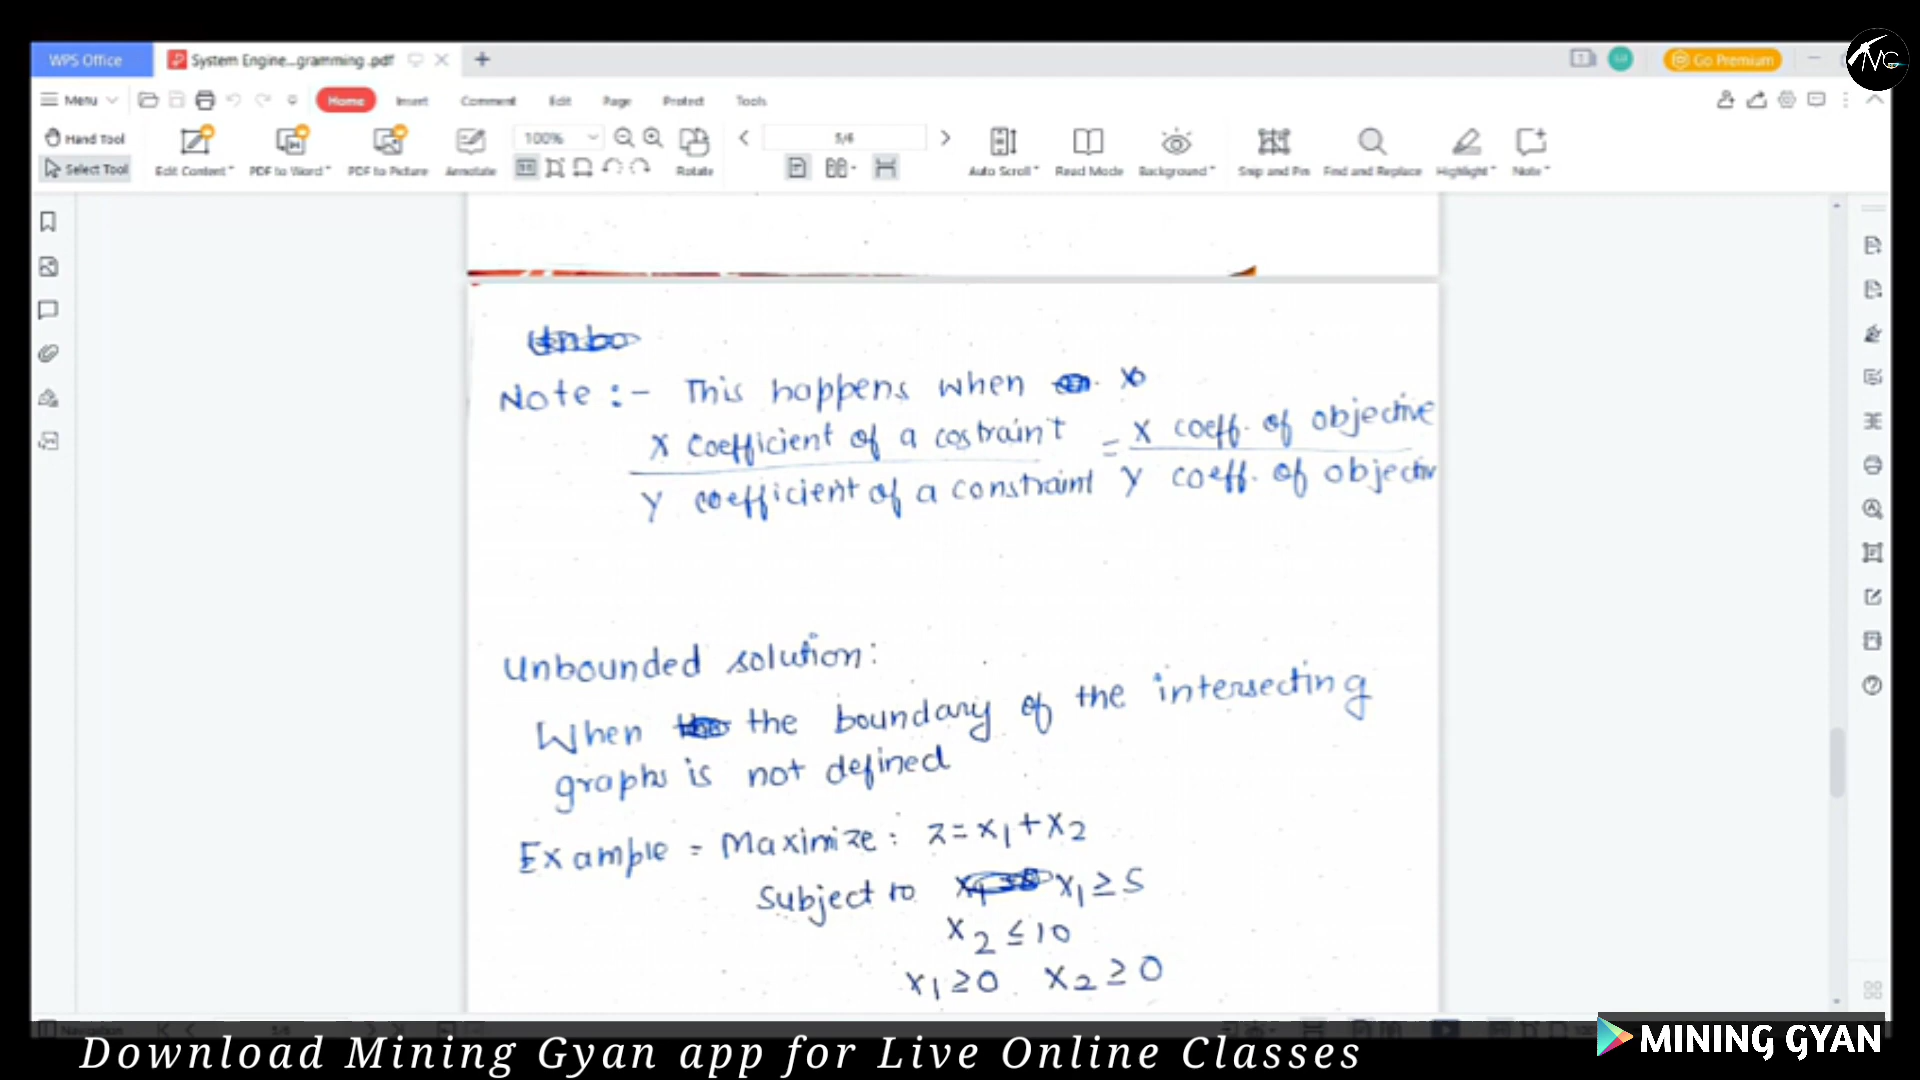 WPS Office
System Engine...gramming .pdf
Go Premium
Menu
Home
Insert
Comment
Edit
Page
Protect
Tools
Hand Tool
Select Tool
Edit Content
PDF to Word
PDF to Picture
Annotate
100%
Rotate
5/6
Auto Scroll
Read Mode
Background
Snip and Pin
Find and Replace
Highlight
Note
Note :- This happens when
X Coefficient of a costraint = X coeff. of objective
Y coefficient of a constraint Y coeff. of objectiv
Unbounded solution:
When the boundary of the intersecting
graphs is not defined
Example = Maximize: z = x1 + x2
Subject to x1 ≥ 5
x2 ≤ 10
x1 ≥ 0 x2 ≥ 0
Navigation
Download Mining Gyan app for Live Online Classes
MINING GYAN